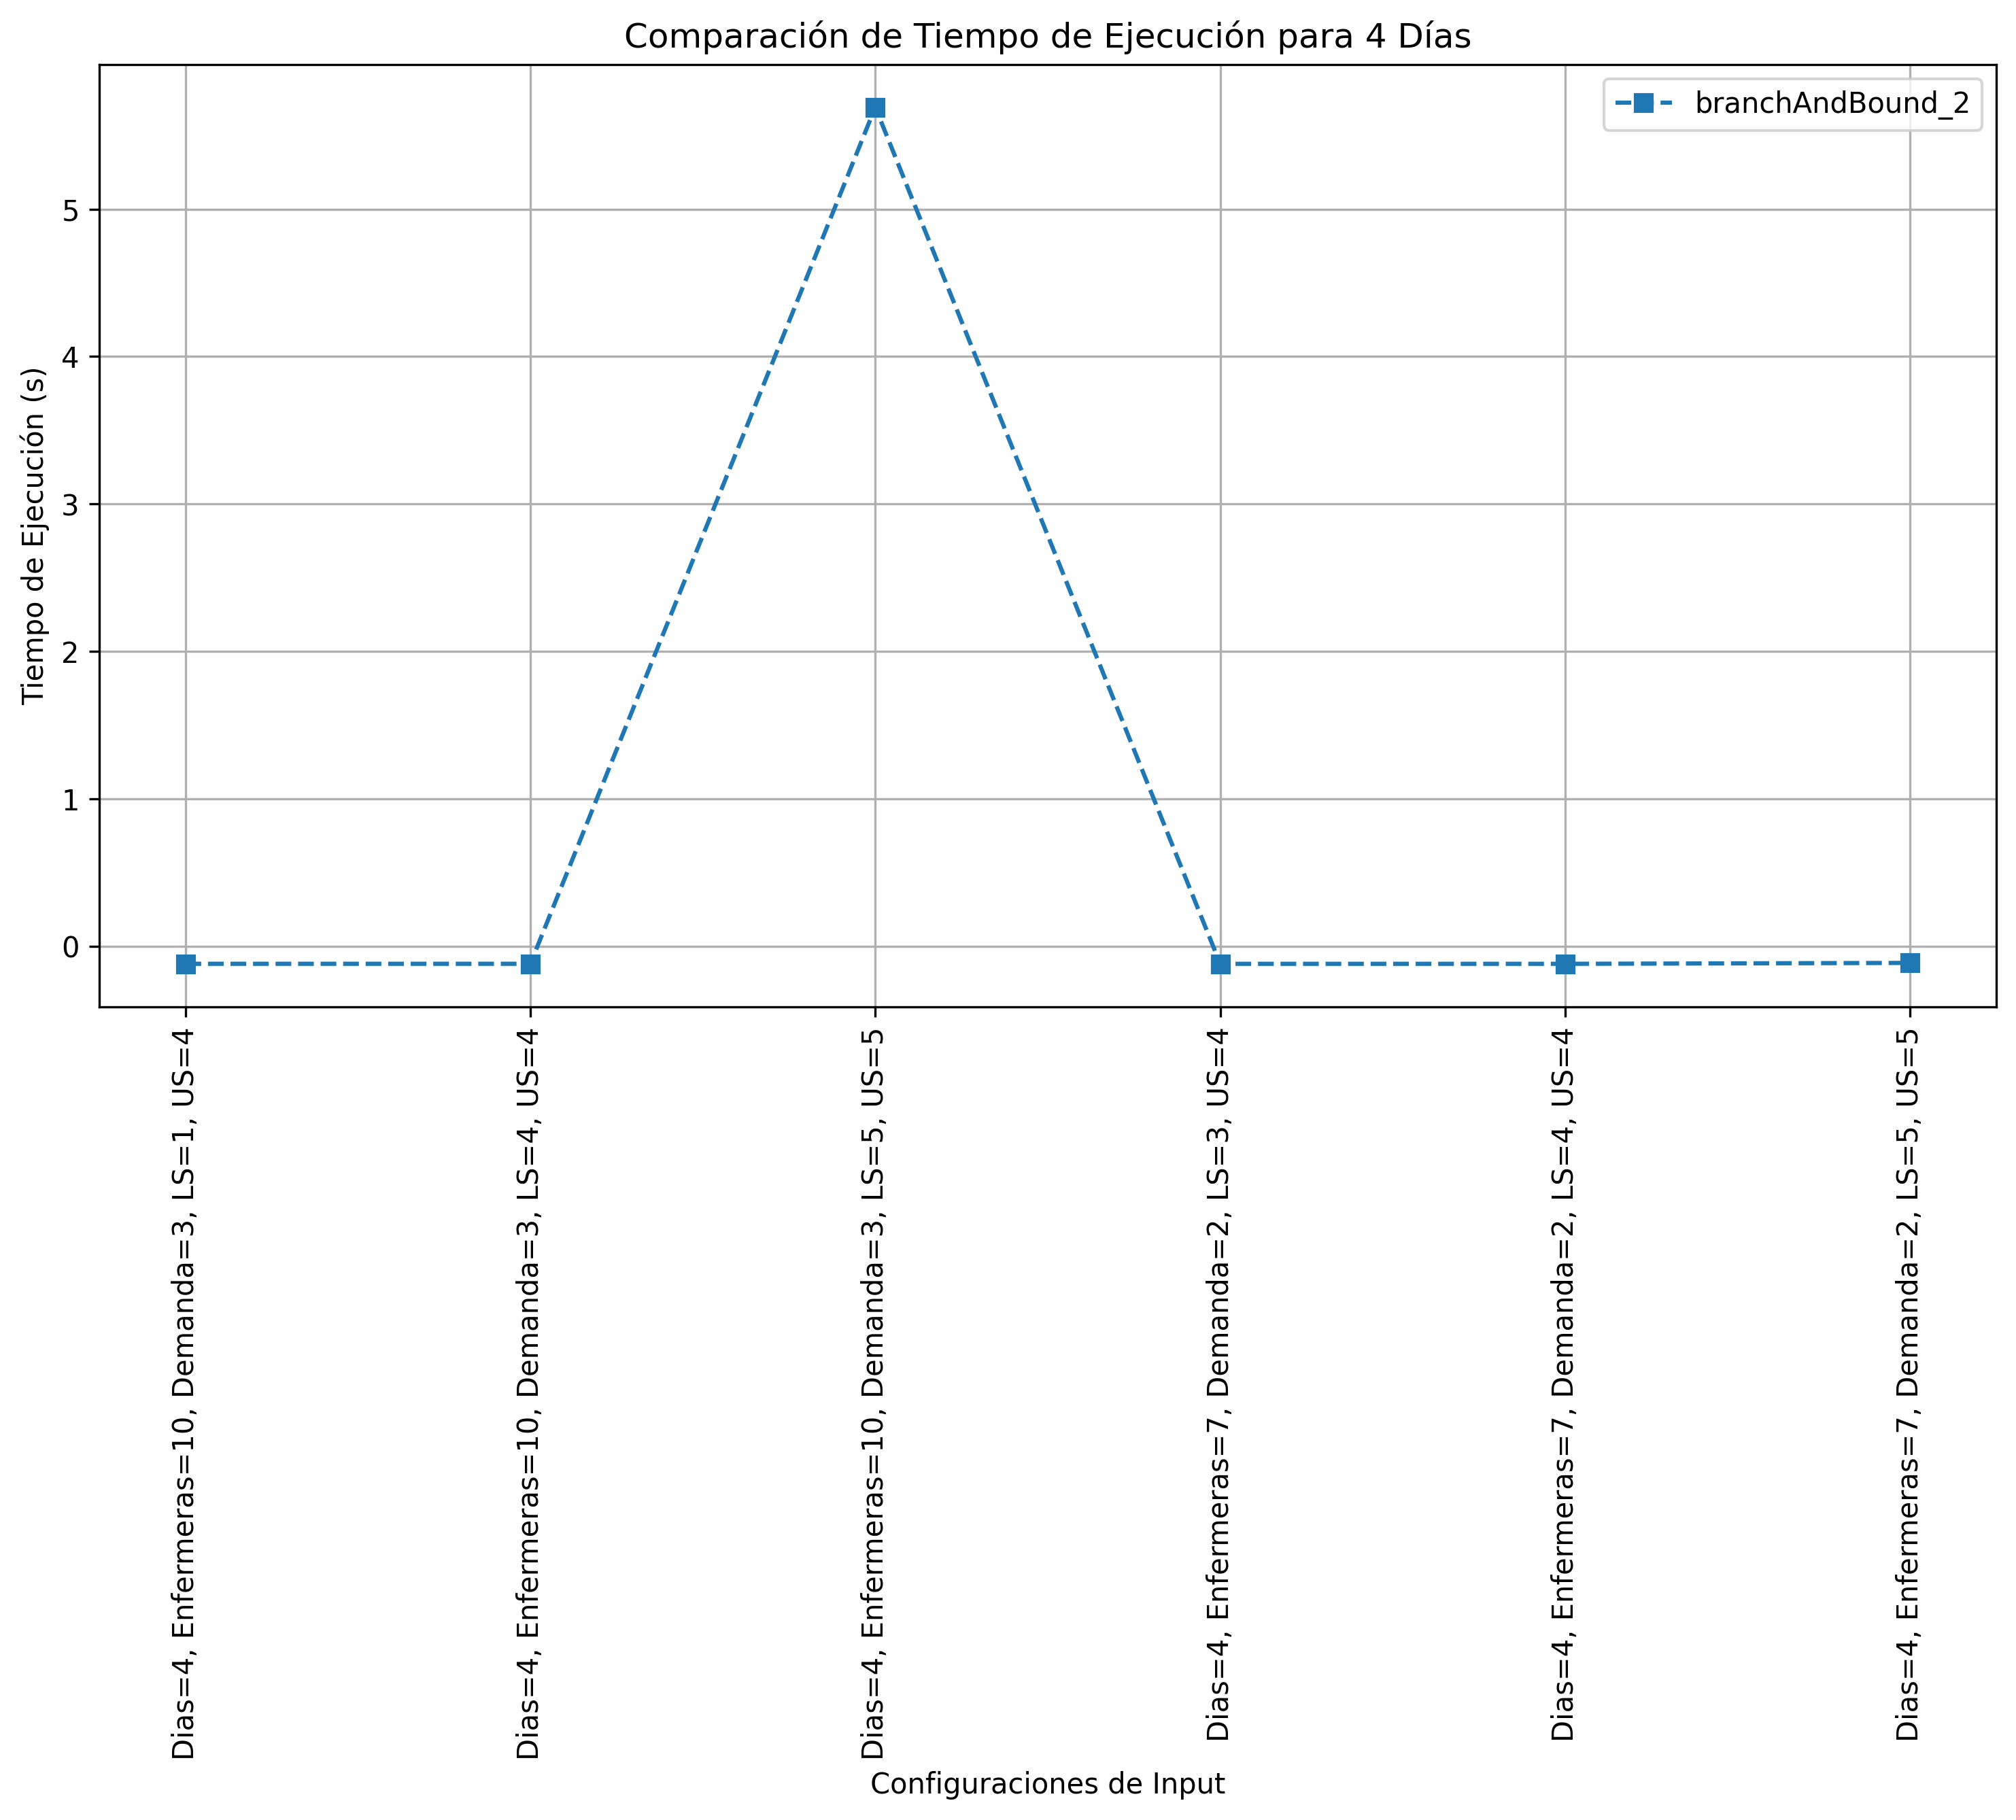 Comparación de Tiempo de Ejecución para 4 Días
branchAndBound_2
Tiempo de Ejecución (s)
5
4
3
2
1
0
Dias=4, Enfermeras=10, Demanda=3, LS=1, US=4
Dias=4, Enfermeras=10, Demanda=3, LS=4, US=4
Dias=4, Enfermeras=10, Demanda=3, LS=5, US=5
Dias=4, Enfermeras=7, Demanda=2, LS=3, US=4
Dias=4, Enfermeras=7, Demanda=2, LS=4, US=4
Dias=4, Enfermeras=7, Demanda=2, LS=5, US=5
Configuraciones de Input